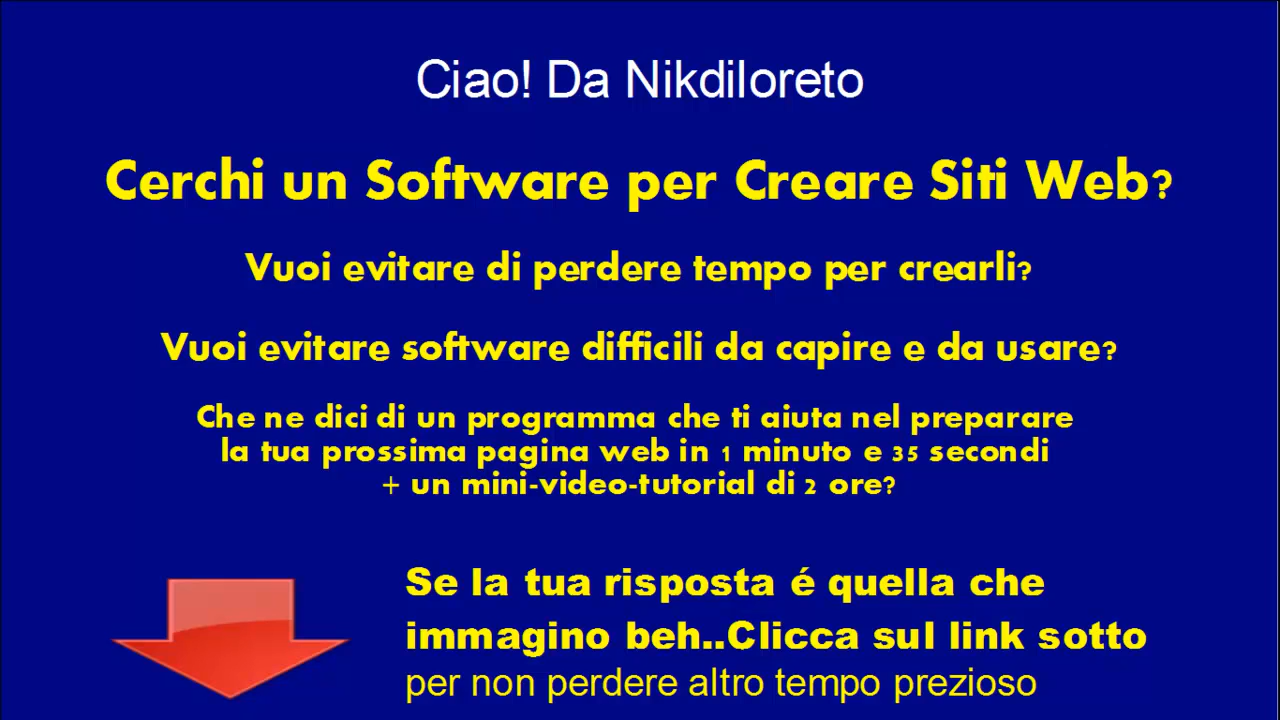 Ciao! Da Nikdiloreto
Cerchi un Software per Creare Siti Web?
Vuoi evitare di perdere tempo per crearli?
Vuoi evitare software difficili da capire e da usare?
Che ne dici di un programma che ti aiuta nel preparare
la tua prossima pagina web in 1 minuto e 35 secondi
+ un mini-video-tutorial di 2 ore?
Se la tua risposta é quella che
immagino beh..Clicca sul link sotto
per non perdere altro tempo prezioso